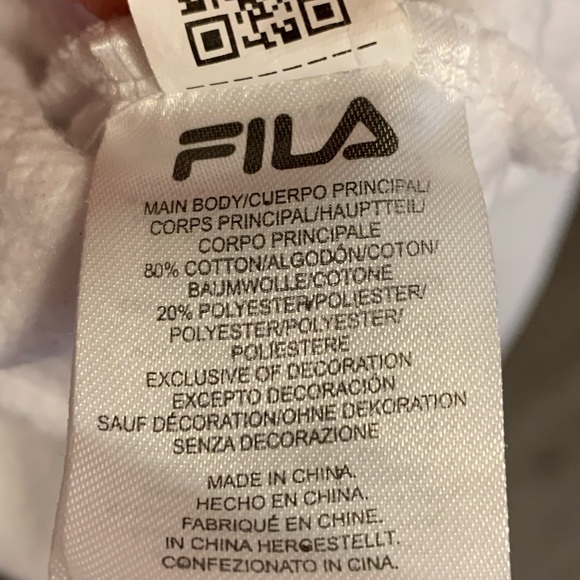 FILA
MAIN BODY/CUERPO PRINCIPAL/
CORPS PRINCIPAL/HAUPTTEIL/
CORPO PRINCIPALE
80% COTTON/ALGODÓN/COTON/
BAUMWOLLE/COTONE
20% POLYESTER/POLIÉSTER/
POLYESTER/POLYESTER/
POLIESTERE
EXCLUSIVE OF DECORATION
EXCEPTO DECORACIÓN
SAUF DÉCORATION/OHNE DEKORATION
SENZA DECORAZIONE
MADE IN CHINA.
HECHO EN CHINA.
FABRIQUÉ EN CHINE.
IN CHINA HERGESTELLT.
CONFEZIONATO IN CINA.